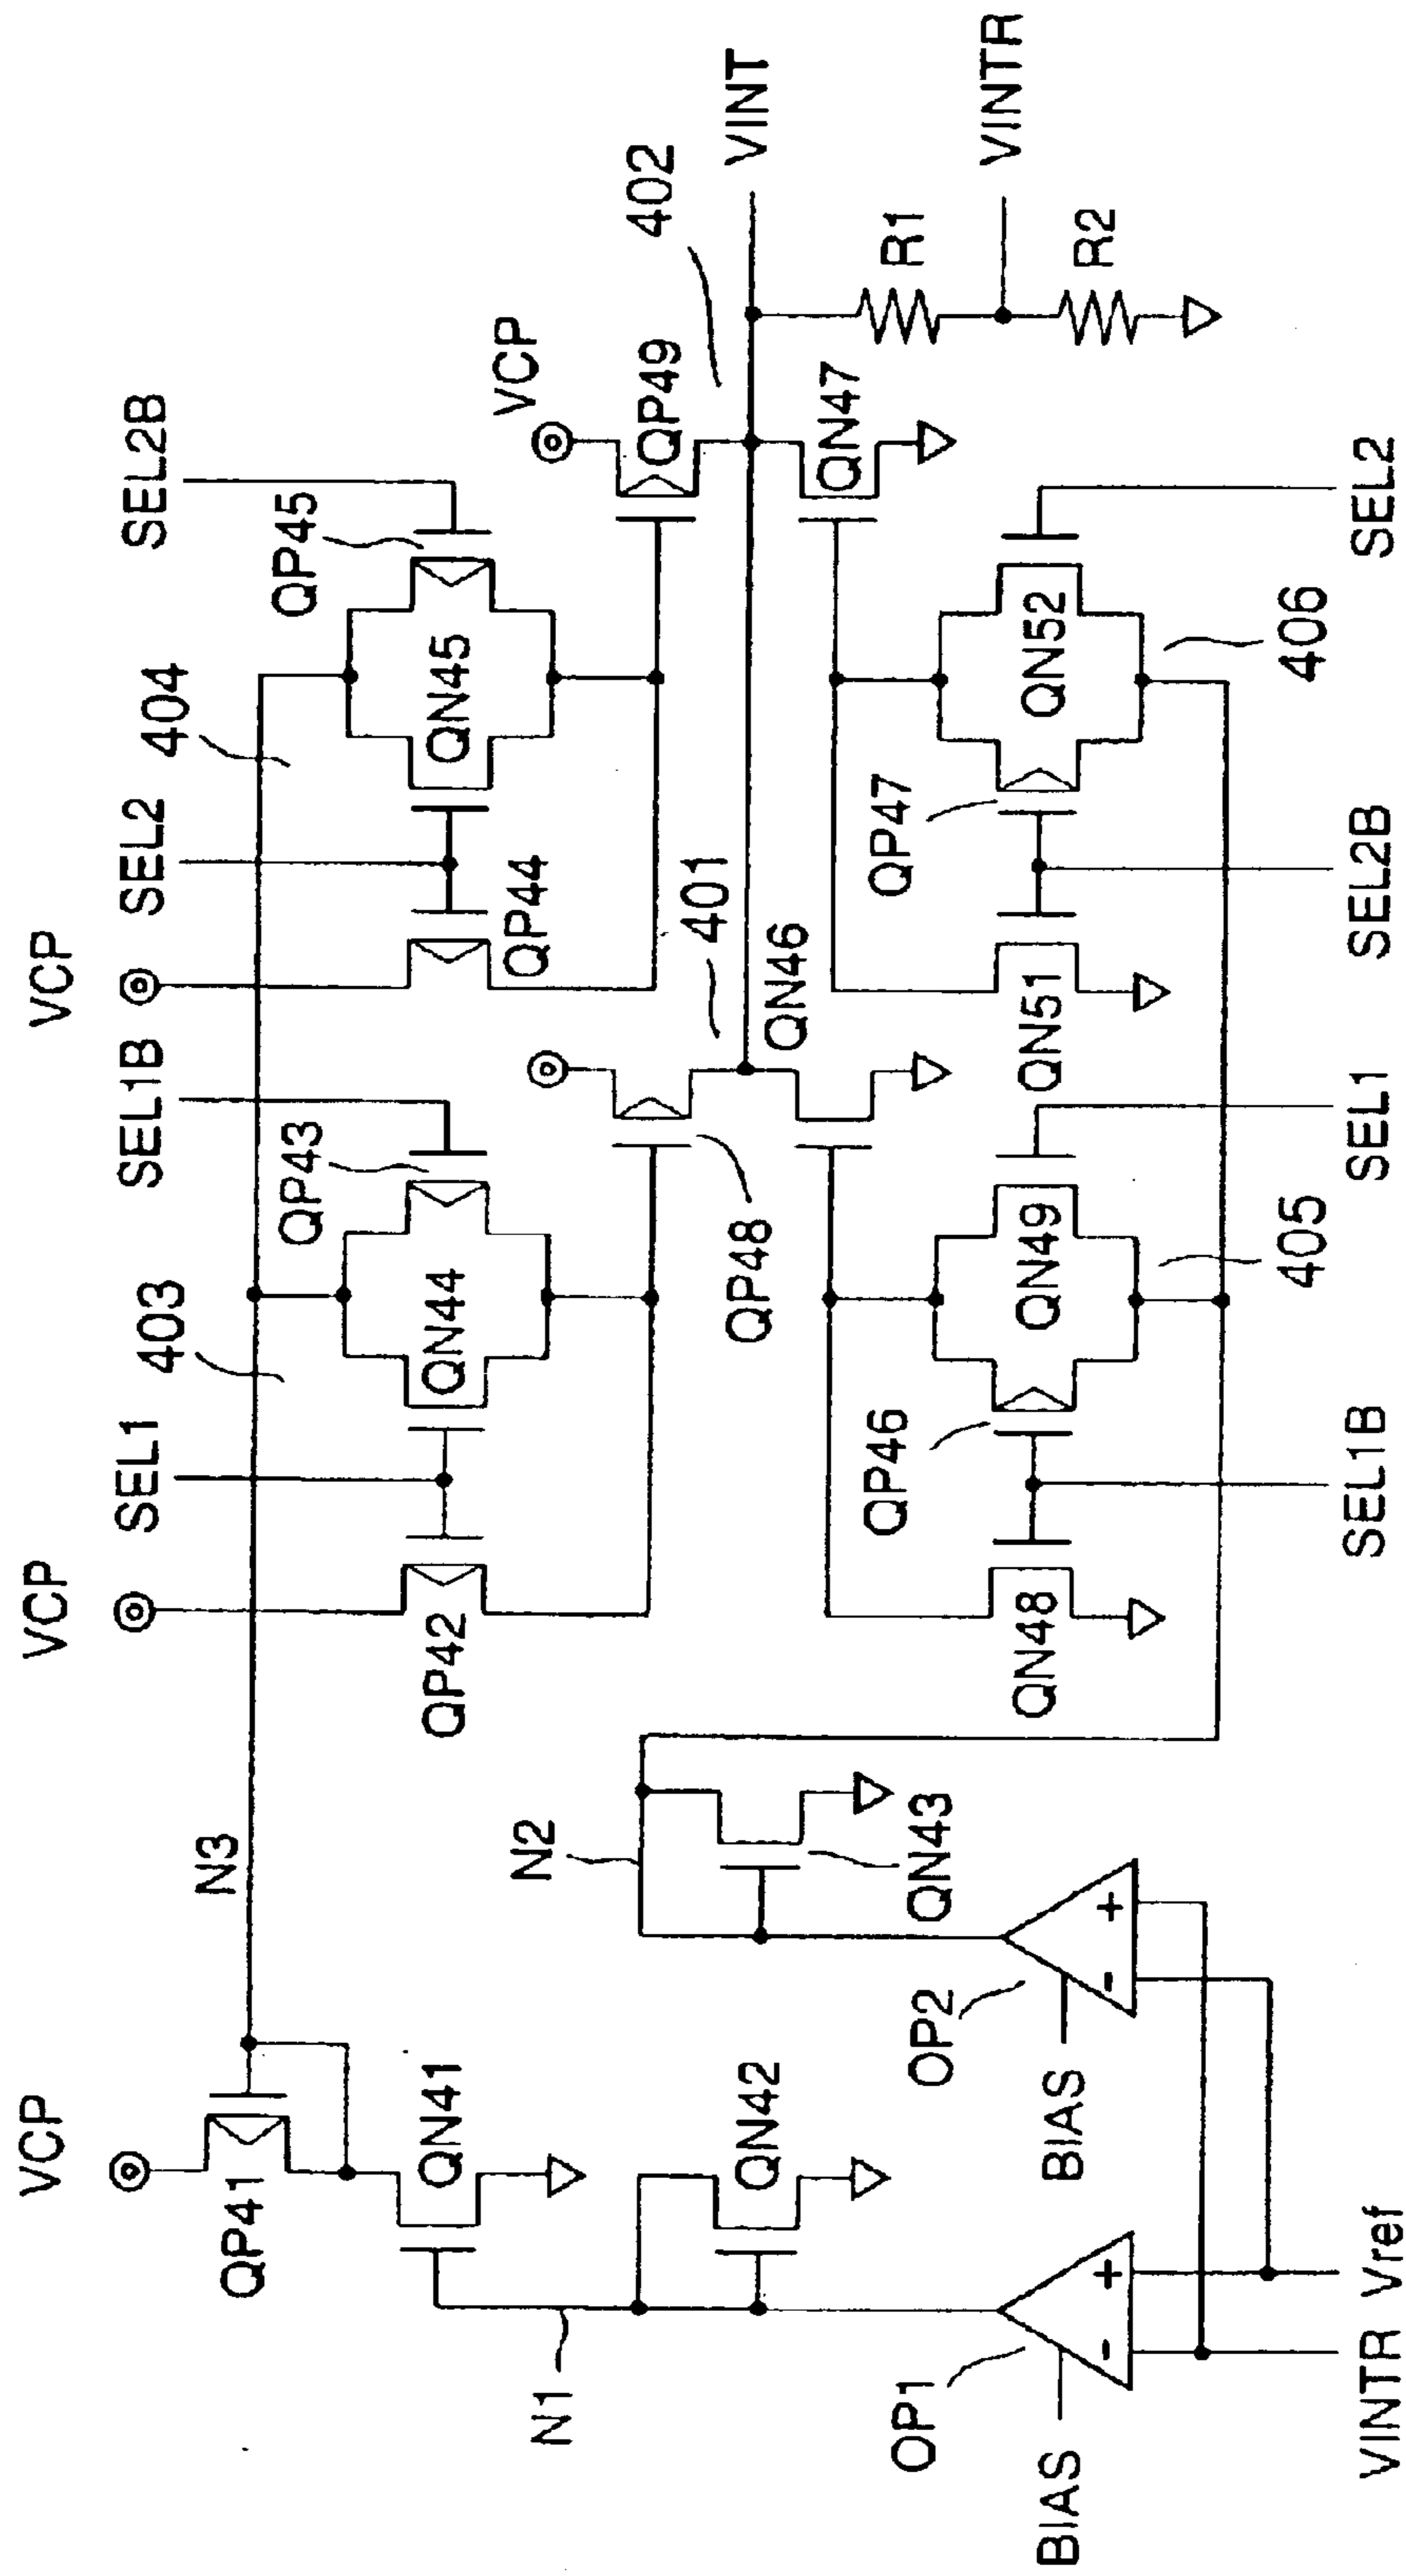 VCP
VCP
VCP
SEL1
SEL1B
SEL2
SEL2B
N3
403
404
QP41
QP42
QN44
QP43
QP44
QN45
QP45
VCP
QN41
N1
N2
QP48
401
QP49
402
VINT
QN42
QN43
QN46
QN47
R1
VINTR
OP1
OP2
QP46
QP47
BIAS
BIAS
QN48
QN49
QN51
QN52
R2
- +
- +
405
406
VINTR
Vref
SEL1B
SEL1
SEL2B
SEL2